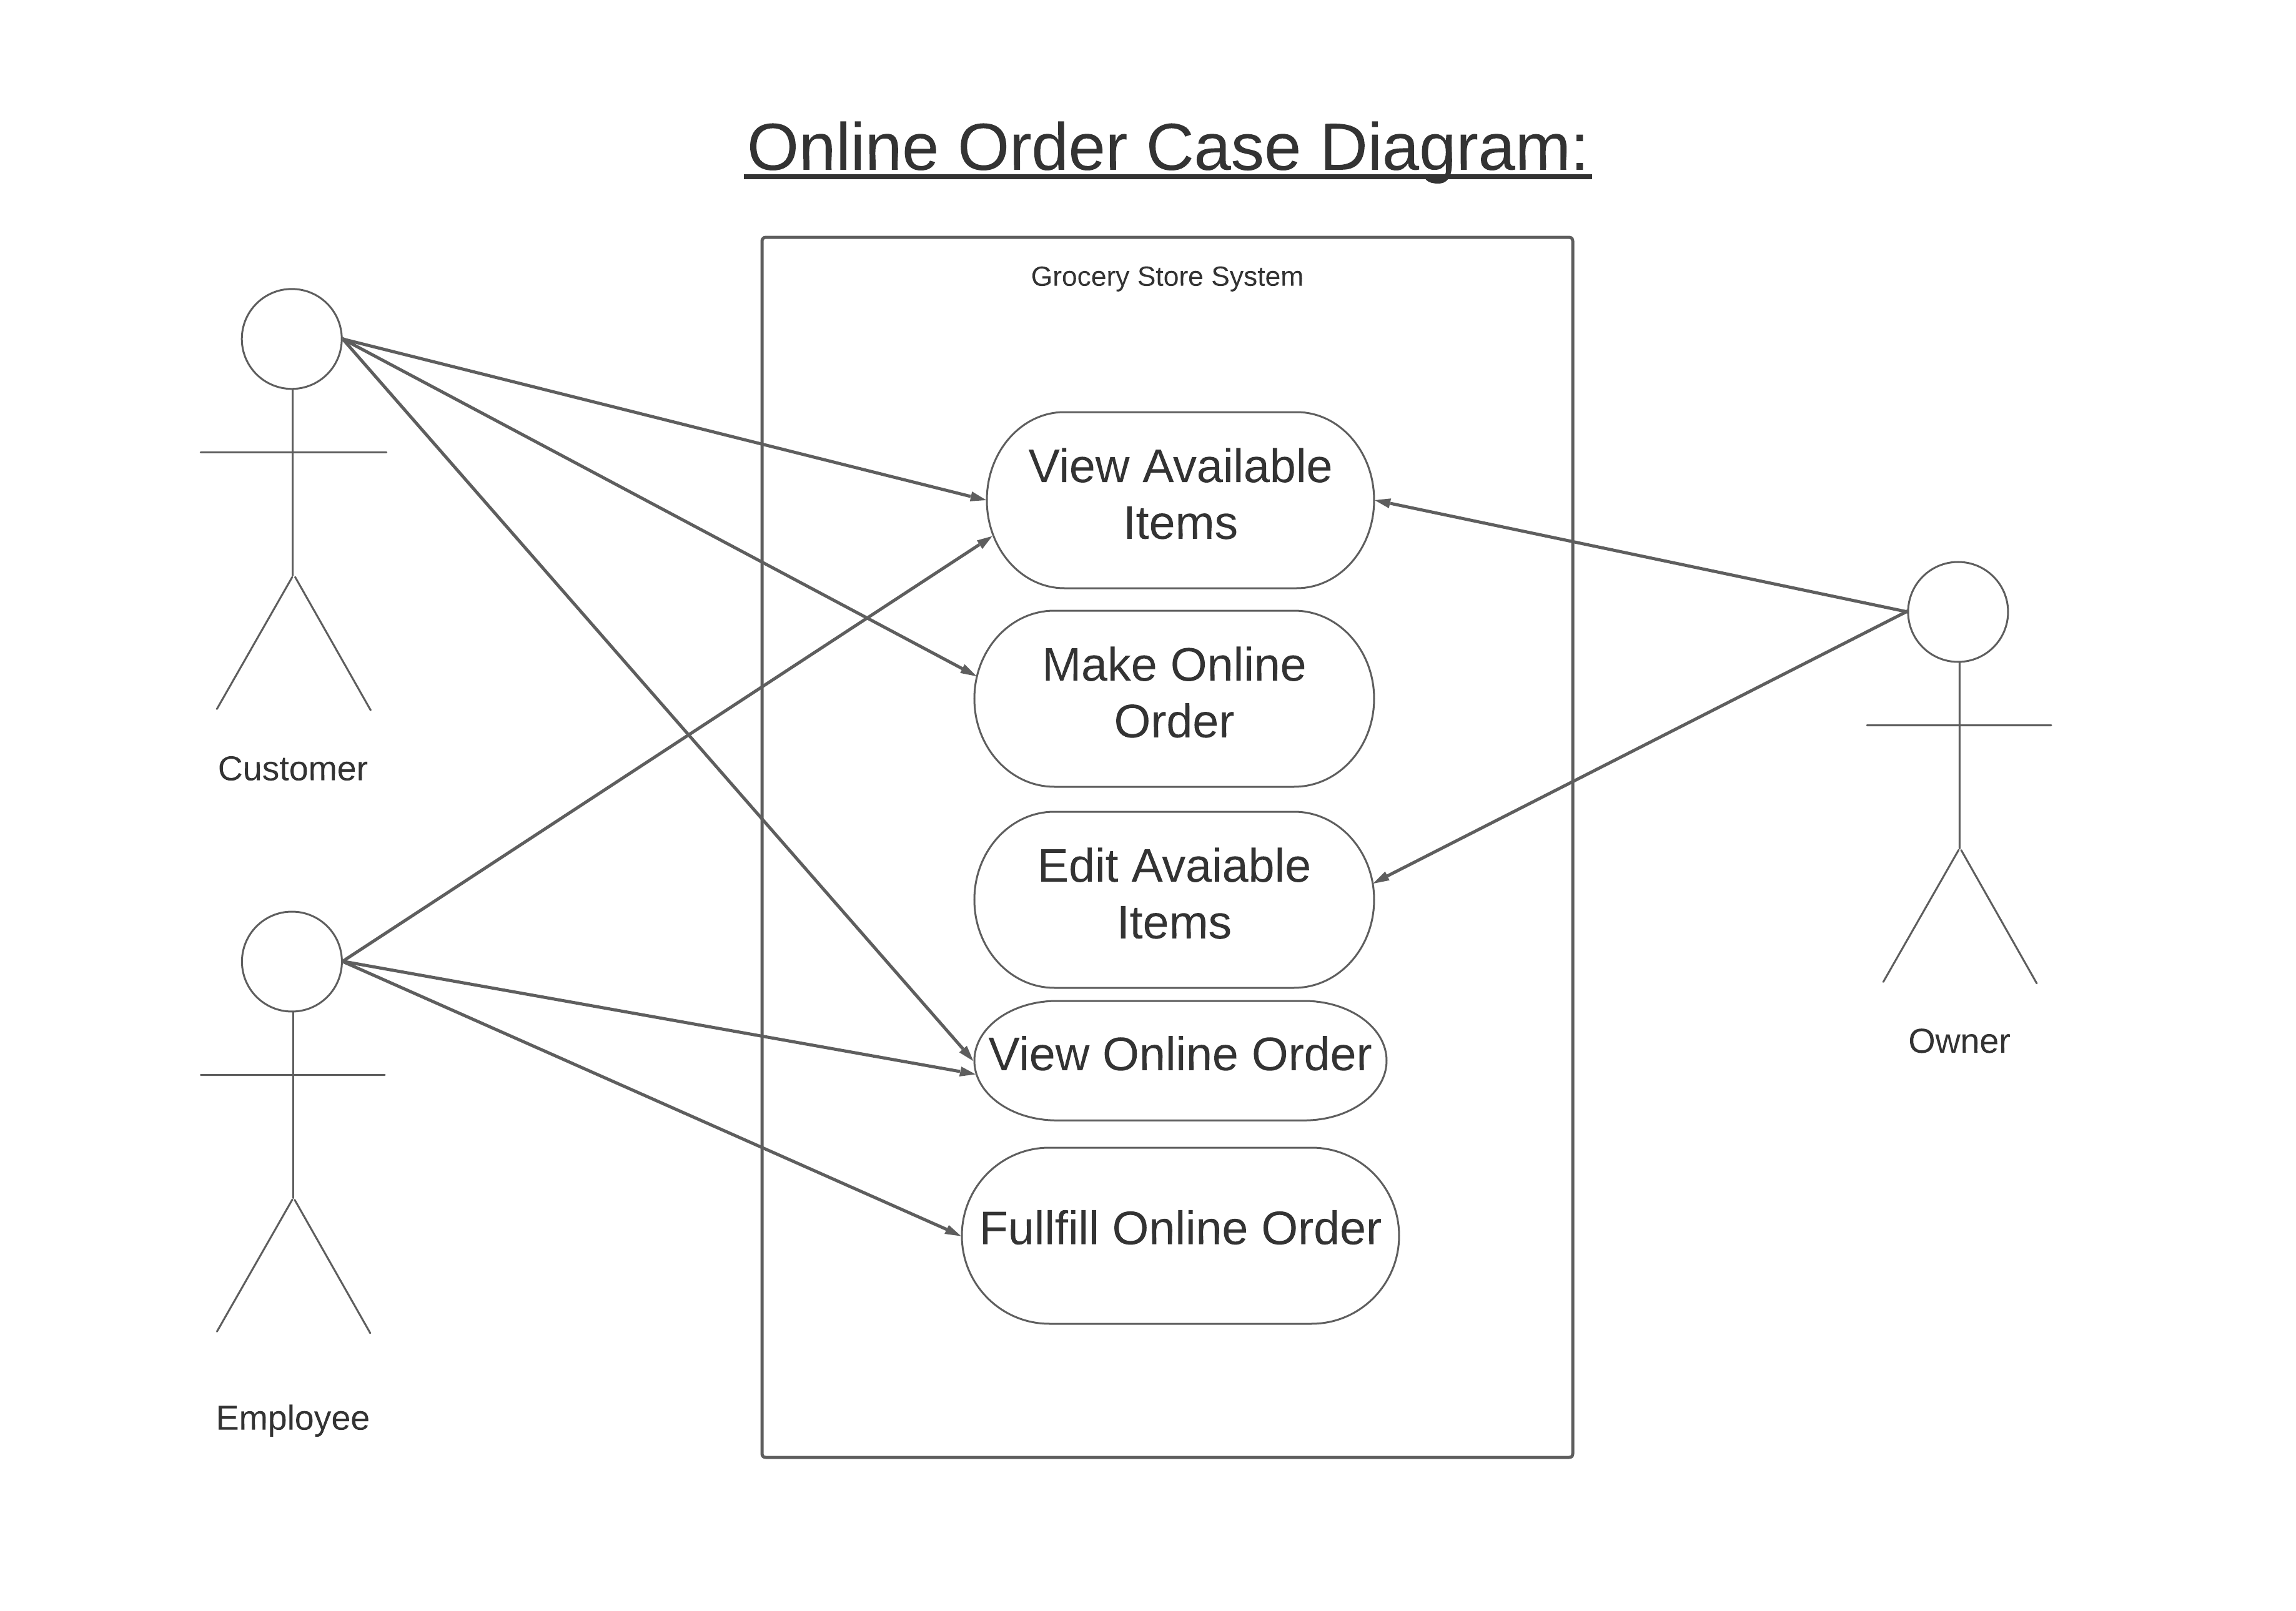 Online Order Case Diagram:
Grocery Store System
View Available
Items
Make Online
Order
Customer
Edit Avaiable
Items
View Online Order
Owner
Fullfill Online Order
Employee